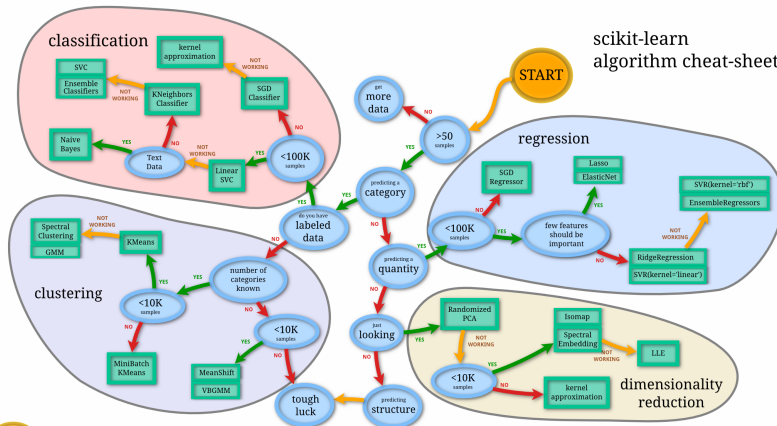 scikit-learn
algorithm cheat-sheet
classification
kernel
approximation
NOT
WORKING
SVC
Ensemble
Classifiers
NOT
WORKING
KNeighbors
Classifier
SGD
Classifier
NO
Naive
Bayes
YES
Text
Data
NO
NOT
WORKING
Linear
SVC
YES
<100K
samples
YES
START
get
more
data
NO
>50
samples
YES
predicting a
category
YES
NO
do you have
labeled
data
NO
predicting a
quantity
YES
NO
just
looking
YES
NO
predicting
structure
tough
luck
regression
SGD
Regressor
NO
<100K
samples
YES
Lasso
ElasticNet
YES
few features
should be
important
NO
SVR(kernel='rbf')
EnsembleRegressors
NOT
WORKING
RidgeRegression
SVR(kernel='linear')
clustering
Spectral
Clustering
GMM
NOT
WORKING
KMeans
YES
<10K
samples
NO
MiniBatch
KMeans
YES
number of
categories
known
NO
<10K
samples
YES
NO
MeanShift
VBGMM
dimensionality
reduction
Randomized
PCA
NOT
WORKING
<10K
samples
YES
NO
Isomap
Spectral
Embedding
NOT
WORKING
LLE
kernel
approximation